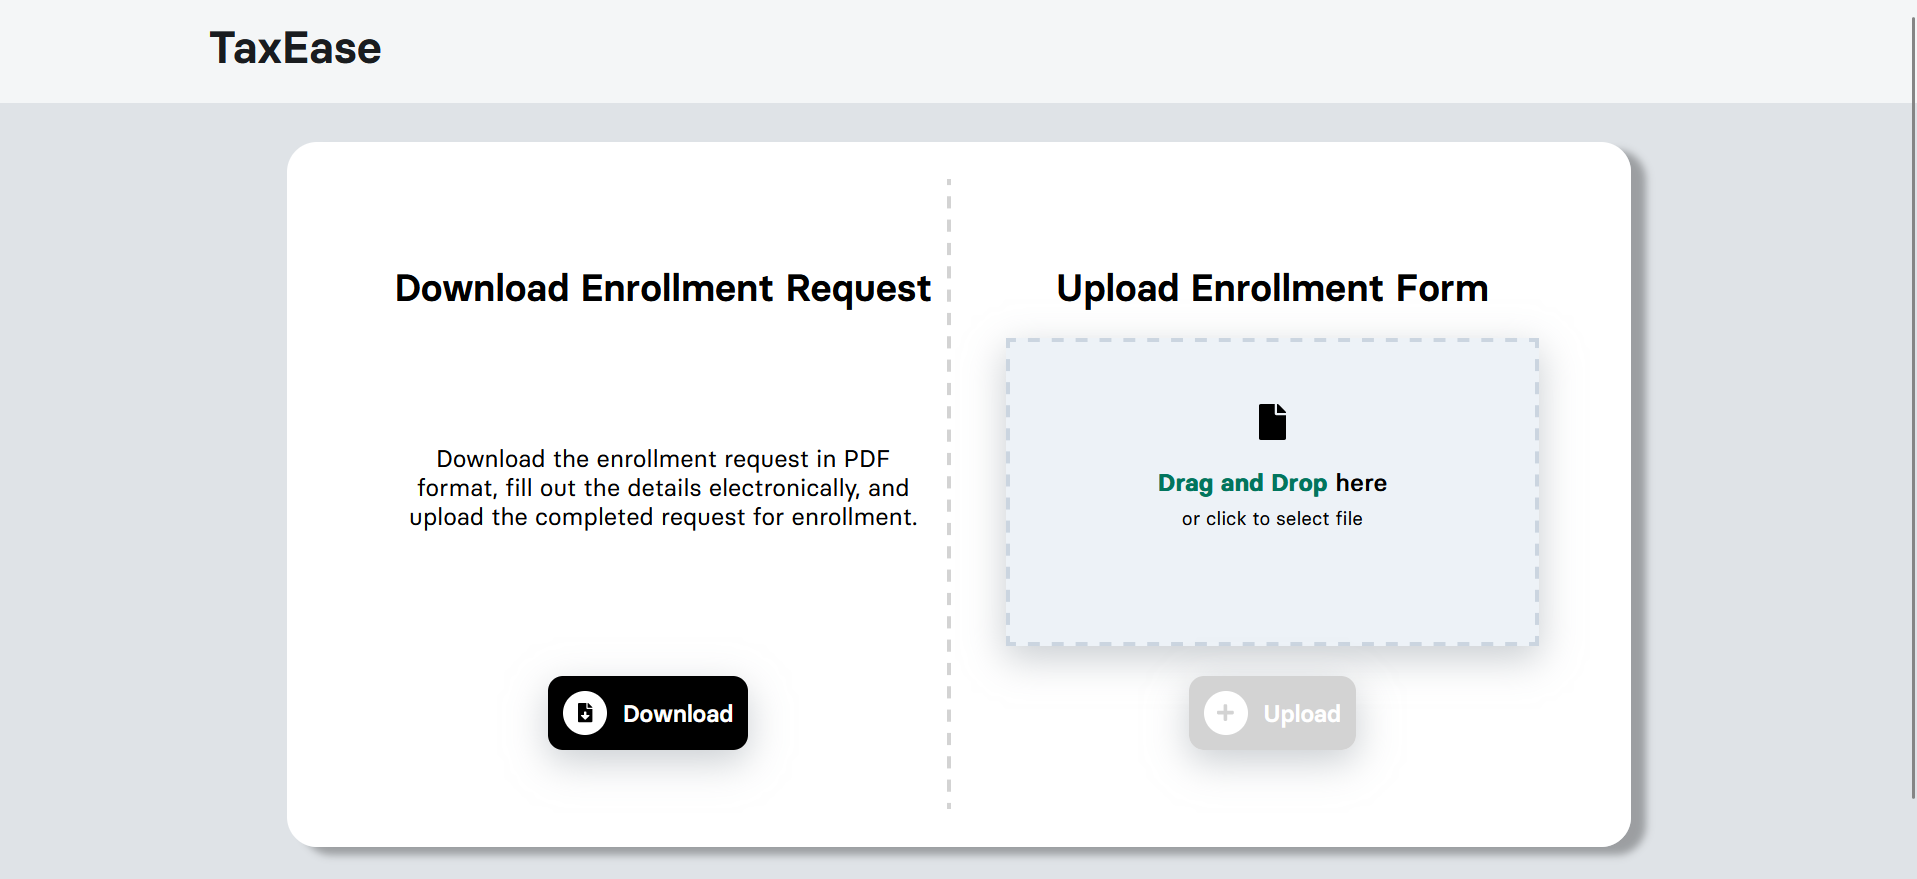 TaxEase
Download Enrollment Request
Download the enrollment request in PDF
format, fill out the details electronically, and
upload the completed request for enrollment.
Download
Upload Enrollment Form
Drag and Drop here
or click to select file
Upload